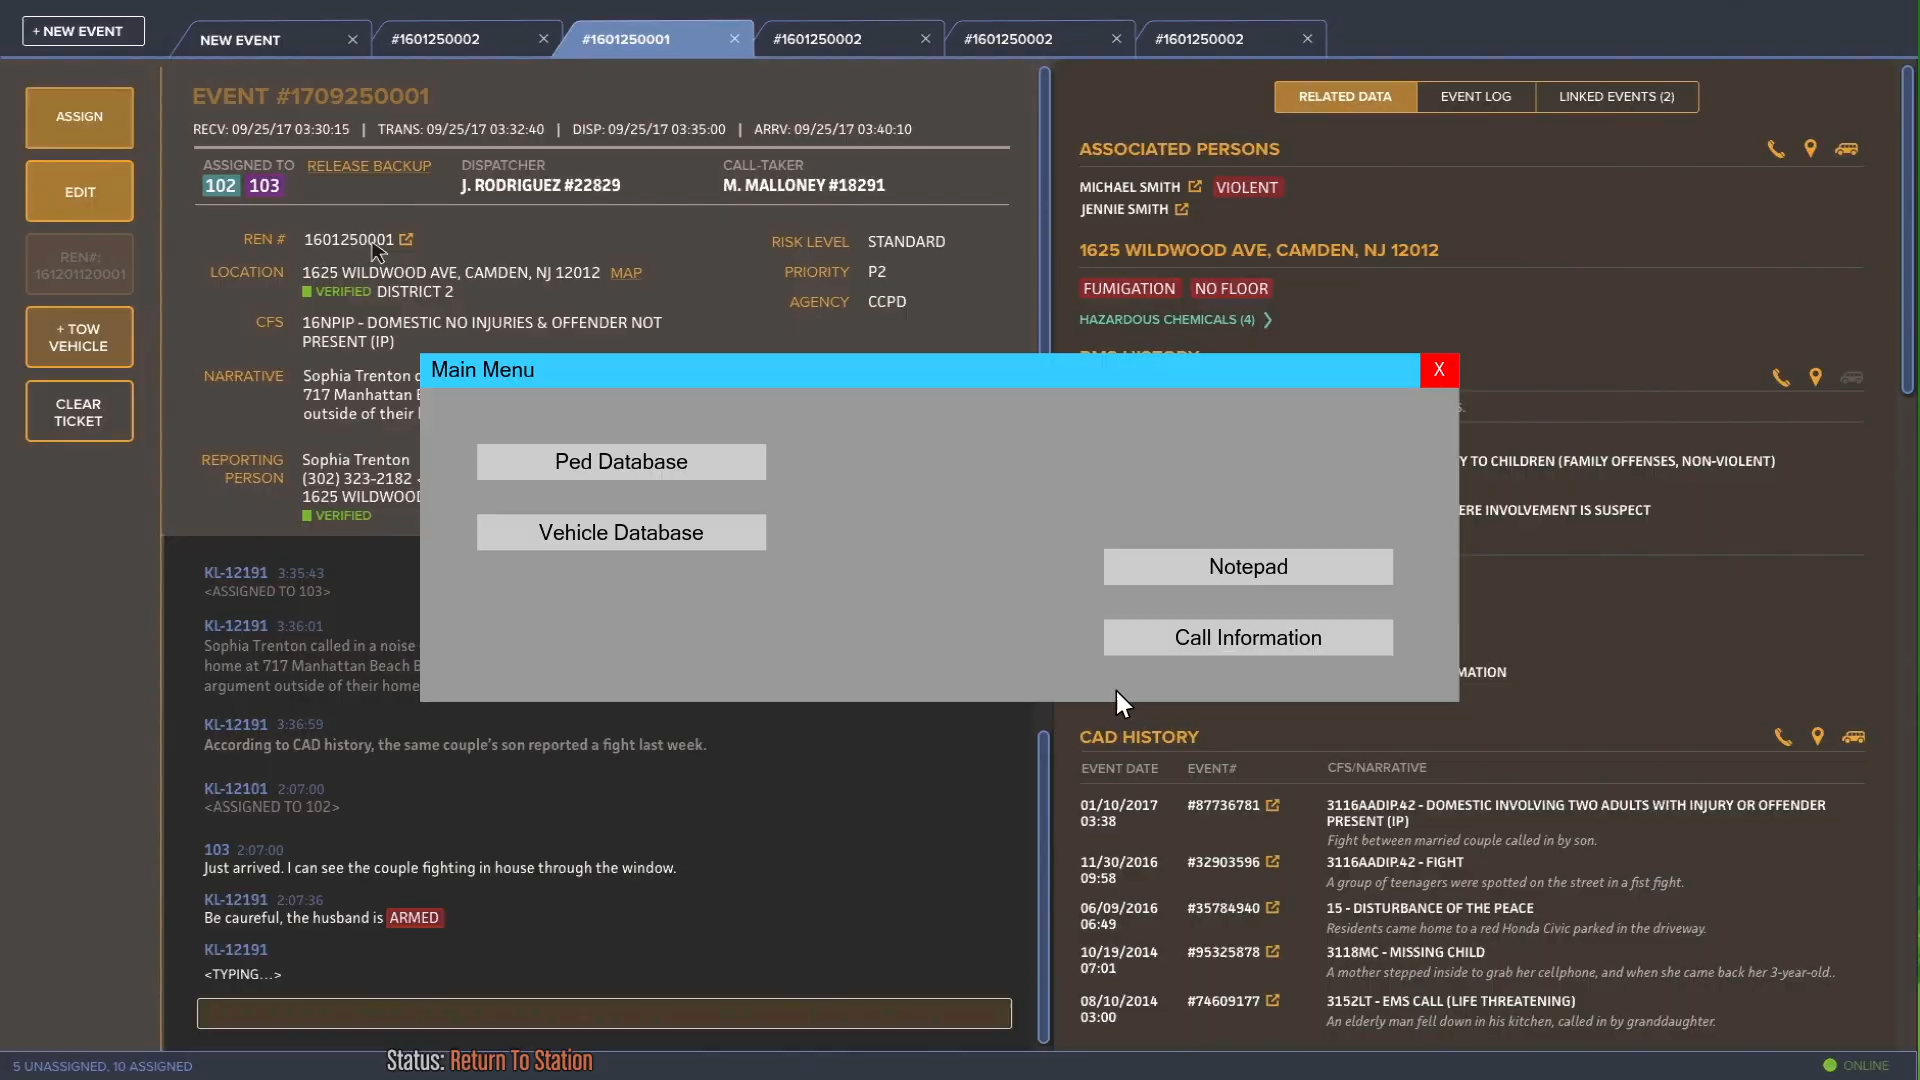 + NEW EVENT
NEW EVENT ×
#1601250002 ×
#1601250001 ×
#1601250002 ×
#1601250002 ×
#1601250002 ×
ASSIGN
EDIT
REN#:
161201120001
+ TOW
VEHICLE
CLEAR
TICKET
EVENT #1709250001
RECV: 09/25/17 03:30:15 | TRANS: 09/25/17 03:32:40 | DISP: 09/25/17 03:35:00 | ARRV: 09/25/17 03:40:10
ASSIGNED TO RELEASE BACKUP DISPATCHER CALL-TAKER
102 103 J. RODRIGUEZ #22829 M. MALLONEY #18291
REN # 1601250001
LOCATION 1625 WILDWOOD AVE, CAMDEN, NJ 12012 MAP
VERIFIED DISTRICT 2
CFS 16NPIP - DOMESTIC NO INJURIES & OFFENDER NOT
PRESENT (IP)
RISK LEVEL STANDARD
PRIORITY P2
AGENCY CCPD
NARRATIVE Sophia Trenton
717 Manhattan
outside of their
REPORTING
PERSON
Sophia Trenton
(302) 323-2182
1625 WILDWOOD
VERIFIED
KL-12191 3:35:43
<ASSIGNED TO 103>
KL-12191 3:36:01
Sophia Trenton called in a noise
home at 717 Manhattan Beach
argument outside of their home
KL-12191 3:36:59
According to CAD history, the same couple's son reported a fight last week.
KL-12101 2:07:00
<ASSIGNED TO 102>
103 2:07:00
Just arrived. I can see the couple fighting in house through the window.
KL-12191 2:07:36
Be caureful, the husband is ARMED
KL-12191
<TYPING...>
Main Menu X
Ped Database
Vehicle Database
Notepad
Call Information
RELATED DATA EVENT LOG LINKED EVENTS (2)
ASSOCIATED PERSONS
MICHAEL SMITH VIOLENT
JENNIE SMITH
1625 WILDWOOD AVE, CAMDEN, NJ 12012
FUMIGATION NO FLOOR
HAZARDOUS CHEMICALS (4)
Y TO CHILDREN (FAMILY OFFENSES, NON-VIOLENT)
ERE INVOLVEMENT IS SUSPECT
MATION
CAD HISTORY
EVENT DATE EVENT# CFS/NARRATIVE
01/10/2017
03:38
#87736781
3116AADIP.42 - DOMESTIC INVOLVING TWO ADULTS WITH INJURY OR OFFENDER
PRESENT (IP)
Fight between married couple called in by son.
11/30/2016
09:58
#32903596
3116AADIP.42 - FIGHT
A group of teenagers were spotted on the street in a fist fight.
06/09/2016
06:49
#35784940
15 - DISTURBANCE OF THE PEACE
Residents came home to a red Honda Civic parked in the driveway.
10/19/2014
07:01
#95325878
3118MC - MISSING CHILD
A mother stepped inside to grab her cellphone, and when she came back her 3-year-old..
08/10/2014
03:00
#74609177
3152LT - EMS CALL (LIFE THREATENING)
An elderly man fell down in his kitchen, called in by granddaughter.
5 UNASSIGNED, 10 ASSIGNED
Status: Return To Station
ONLINE